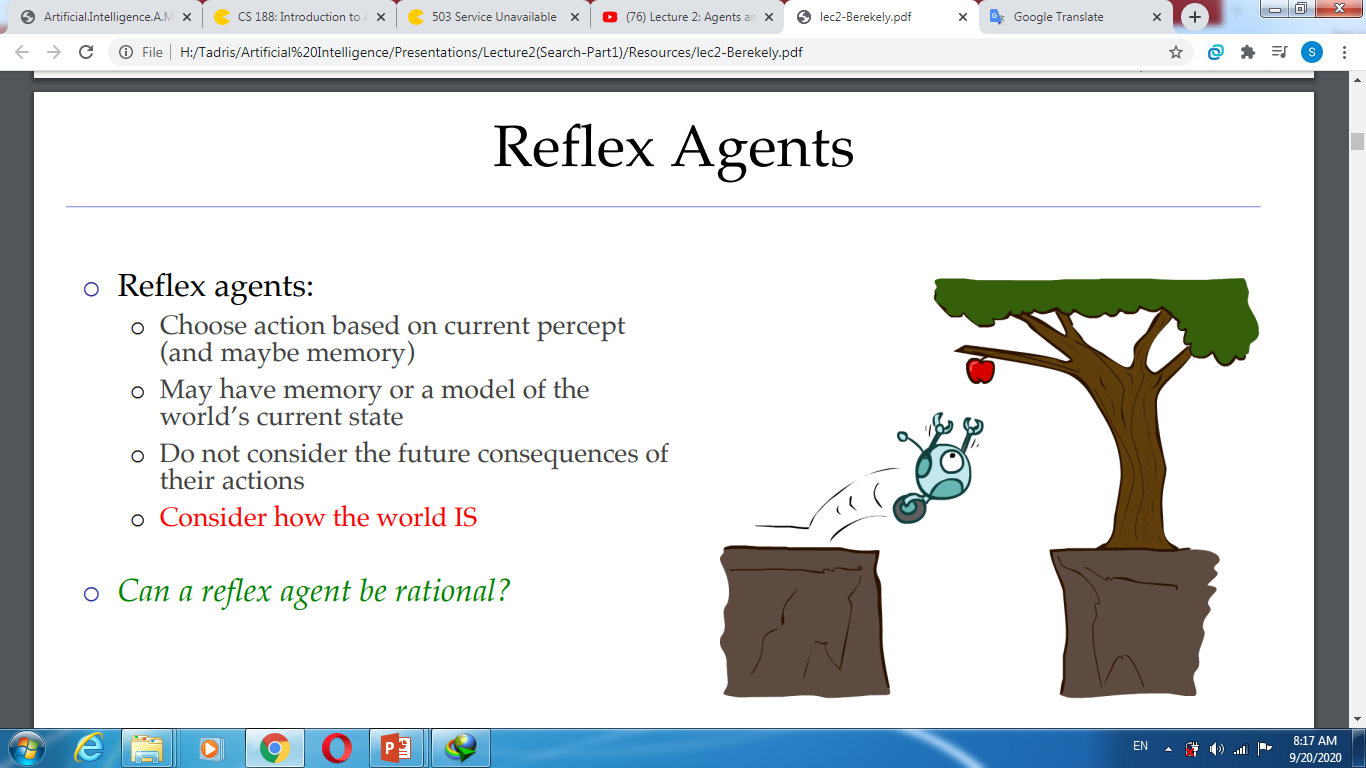 Artificial.Intelligence.A.M
CS 188: Introduction to A
503 Service Unavailable
(76) Lecture 2: Agents an
lec2-Berekely.pdf
Google Translate
File | H:/Tadris/Artificial%20Intelligence/Presentations/Lecture2(Search-Part1)/Resources/lec2-Berekely.pdf
S
Reflex Agents
Reflex agents:
Choose action based on current percept
(and maybe memory)
May have memory or a model of the
world's current state
Do not consider the future consequences of
their actions
Consider how the world IS
Can a reflex agent be rational?
EN
8:17 AM
9/20/2020